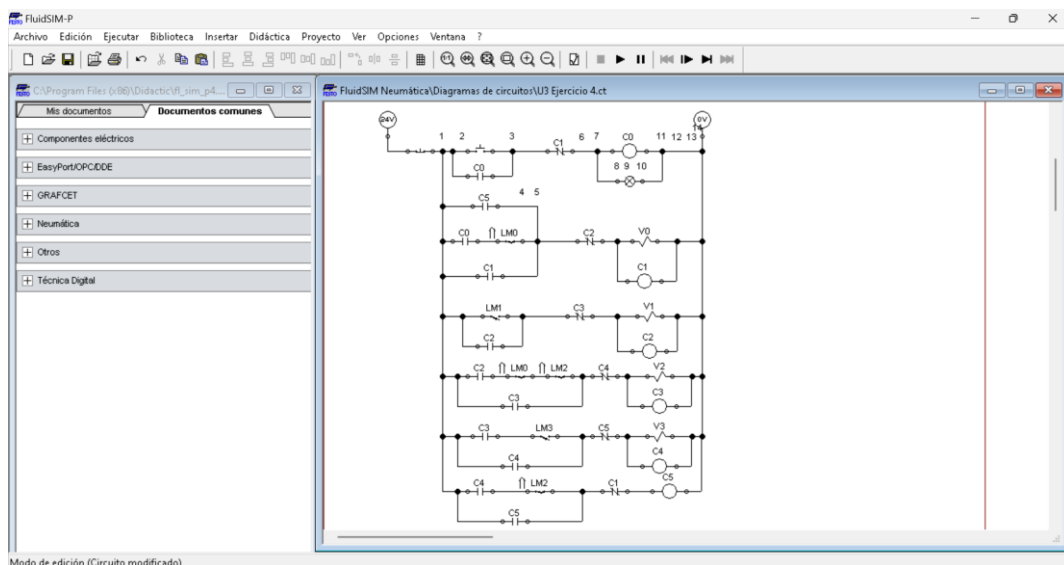 FluidSIM-P
Archivo Edición Ejecutar Biblioteca Insertar Didáctica Proyecto Ver Opciones Ventana ?
C:\Program Files (x86)\Didactic\fl_sim_p4...
Mis documentos Documentos comunes
Componentes eléctricos
EasyPort/OPC/DDE
GRAFCET
Neumática
Otros
Técnica Digital
FluidSIM Neumática\Diagramas de circuitos\U3 Ejercicio 4.ct
24V 0V
14
1 2 3 C1 6 7 C0 11 12 13
C0 8 9 10
4 5
C5
C0 LM0 C2 V0
C1 C1
LM1 C3 V1
C2 C2
C2 LM0 LM2 C4 V2
C3 C3
C3 LM3 C5 V3
C4 C4
C4 LM2 C1 C5
C5
Modo de edición (Circuito modificado)